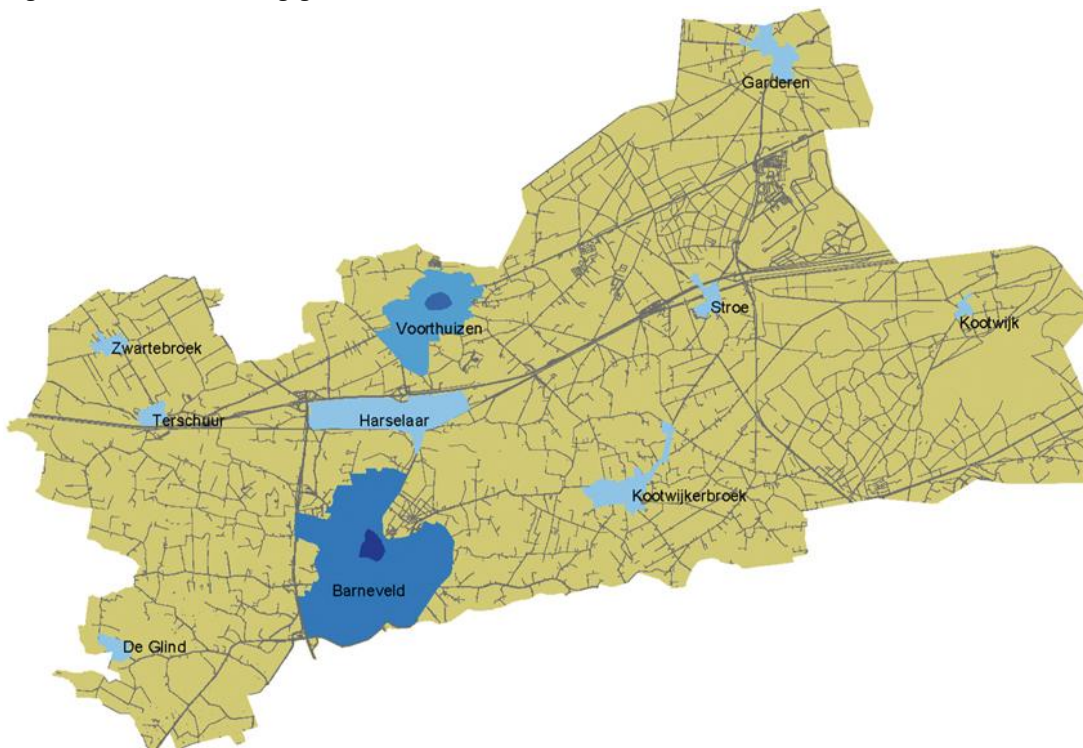 Garderen
Stroe
Kootwijk
Voorthuizen
Zwartebroek
Terschuur
Harselaar
Kootwijkerbroek
Barneveld
De Glind